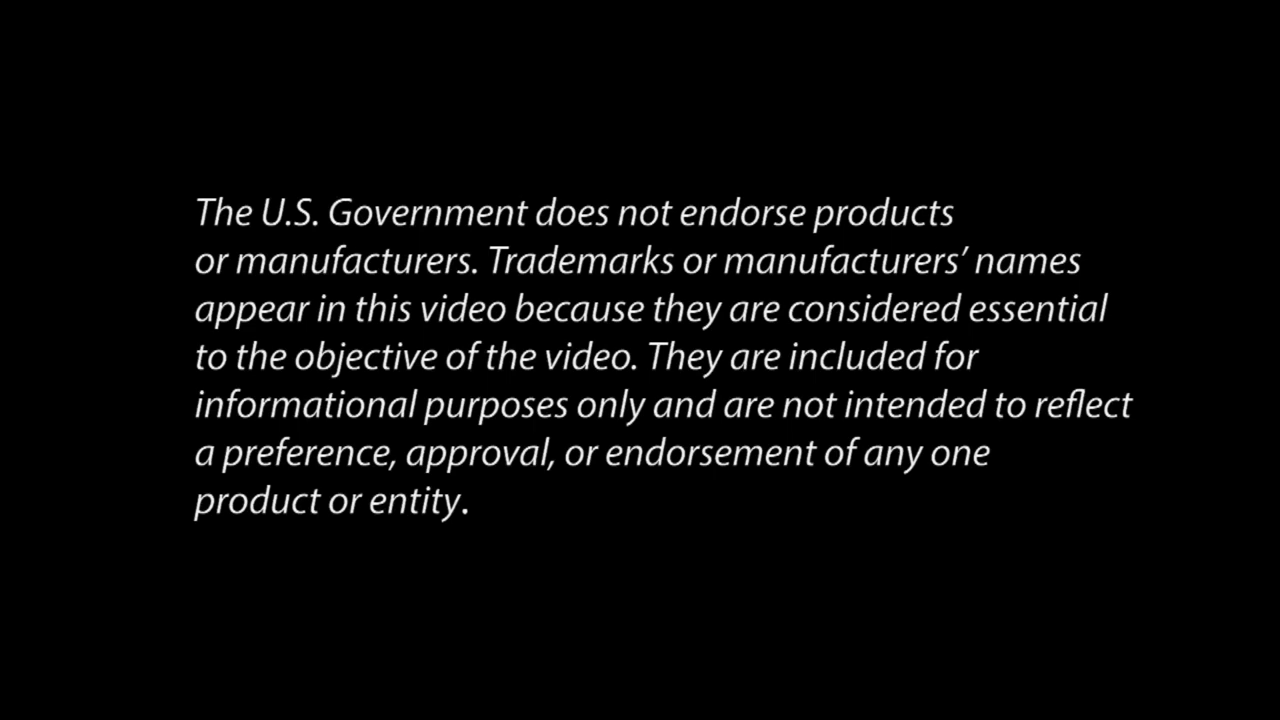 The U.S. Government does not endorse products
or manufacturers. Trademarks or manufacturers’ names
appear in this video because they are considered essential
to the objective of the video. They are included for
informational purposes only and are not intended to reflect
a preference, approval, or endorsement of any one
product or entity.